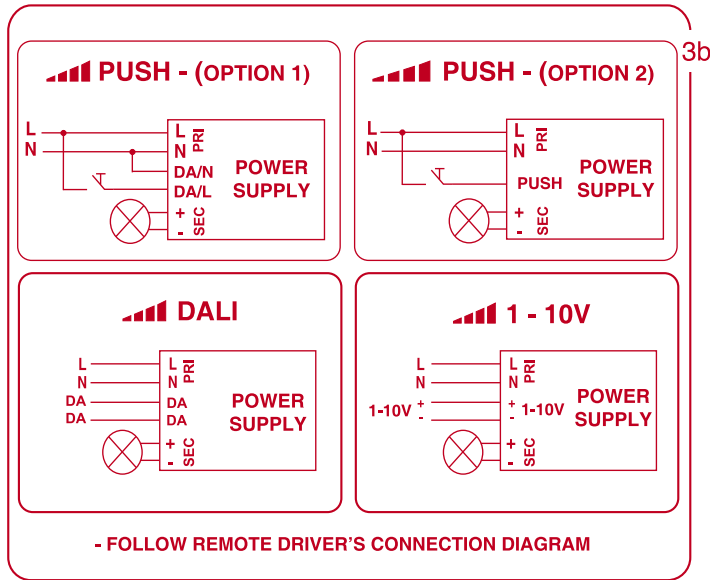 3b
PUSH - (OPTION 1)
L
N
L
N
PRI
DA/N
DA/L
+
-
SEC
POWER
SUPPLY
PUSH - (OPTION 2)
L
N
L
N
PRI
PUSH
+
-
SEC
POWER
SUPPLY
DALI
L
N
DA
DA
L
N
PRI
DA
DA
+
-
SEC
POWER
SUPPLY
1 - 10V
L
N
1-10V + -
L
N
PRI
+ - 1-10V
+
-
SEC
POWER
SUPPLY
- FOLLOW REMOTE DRIVER'S CONNECTION DIAGRAM